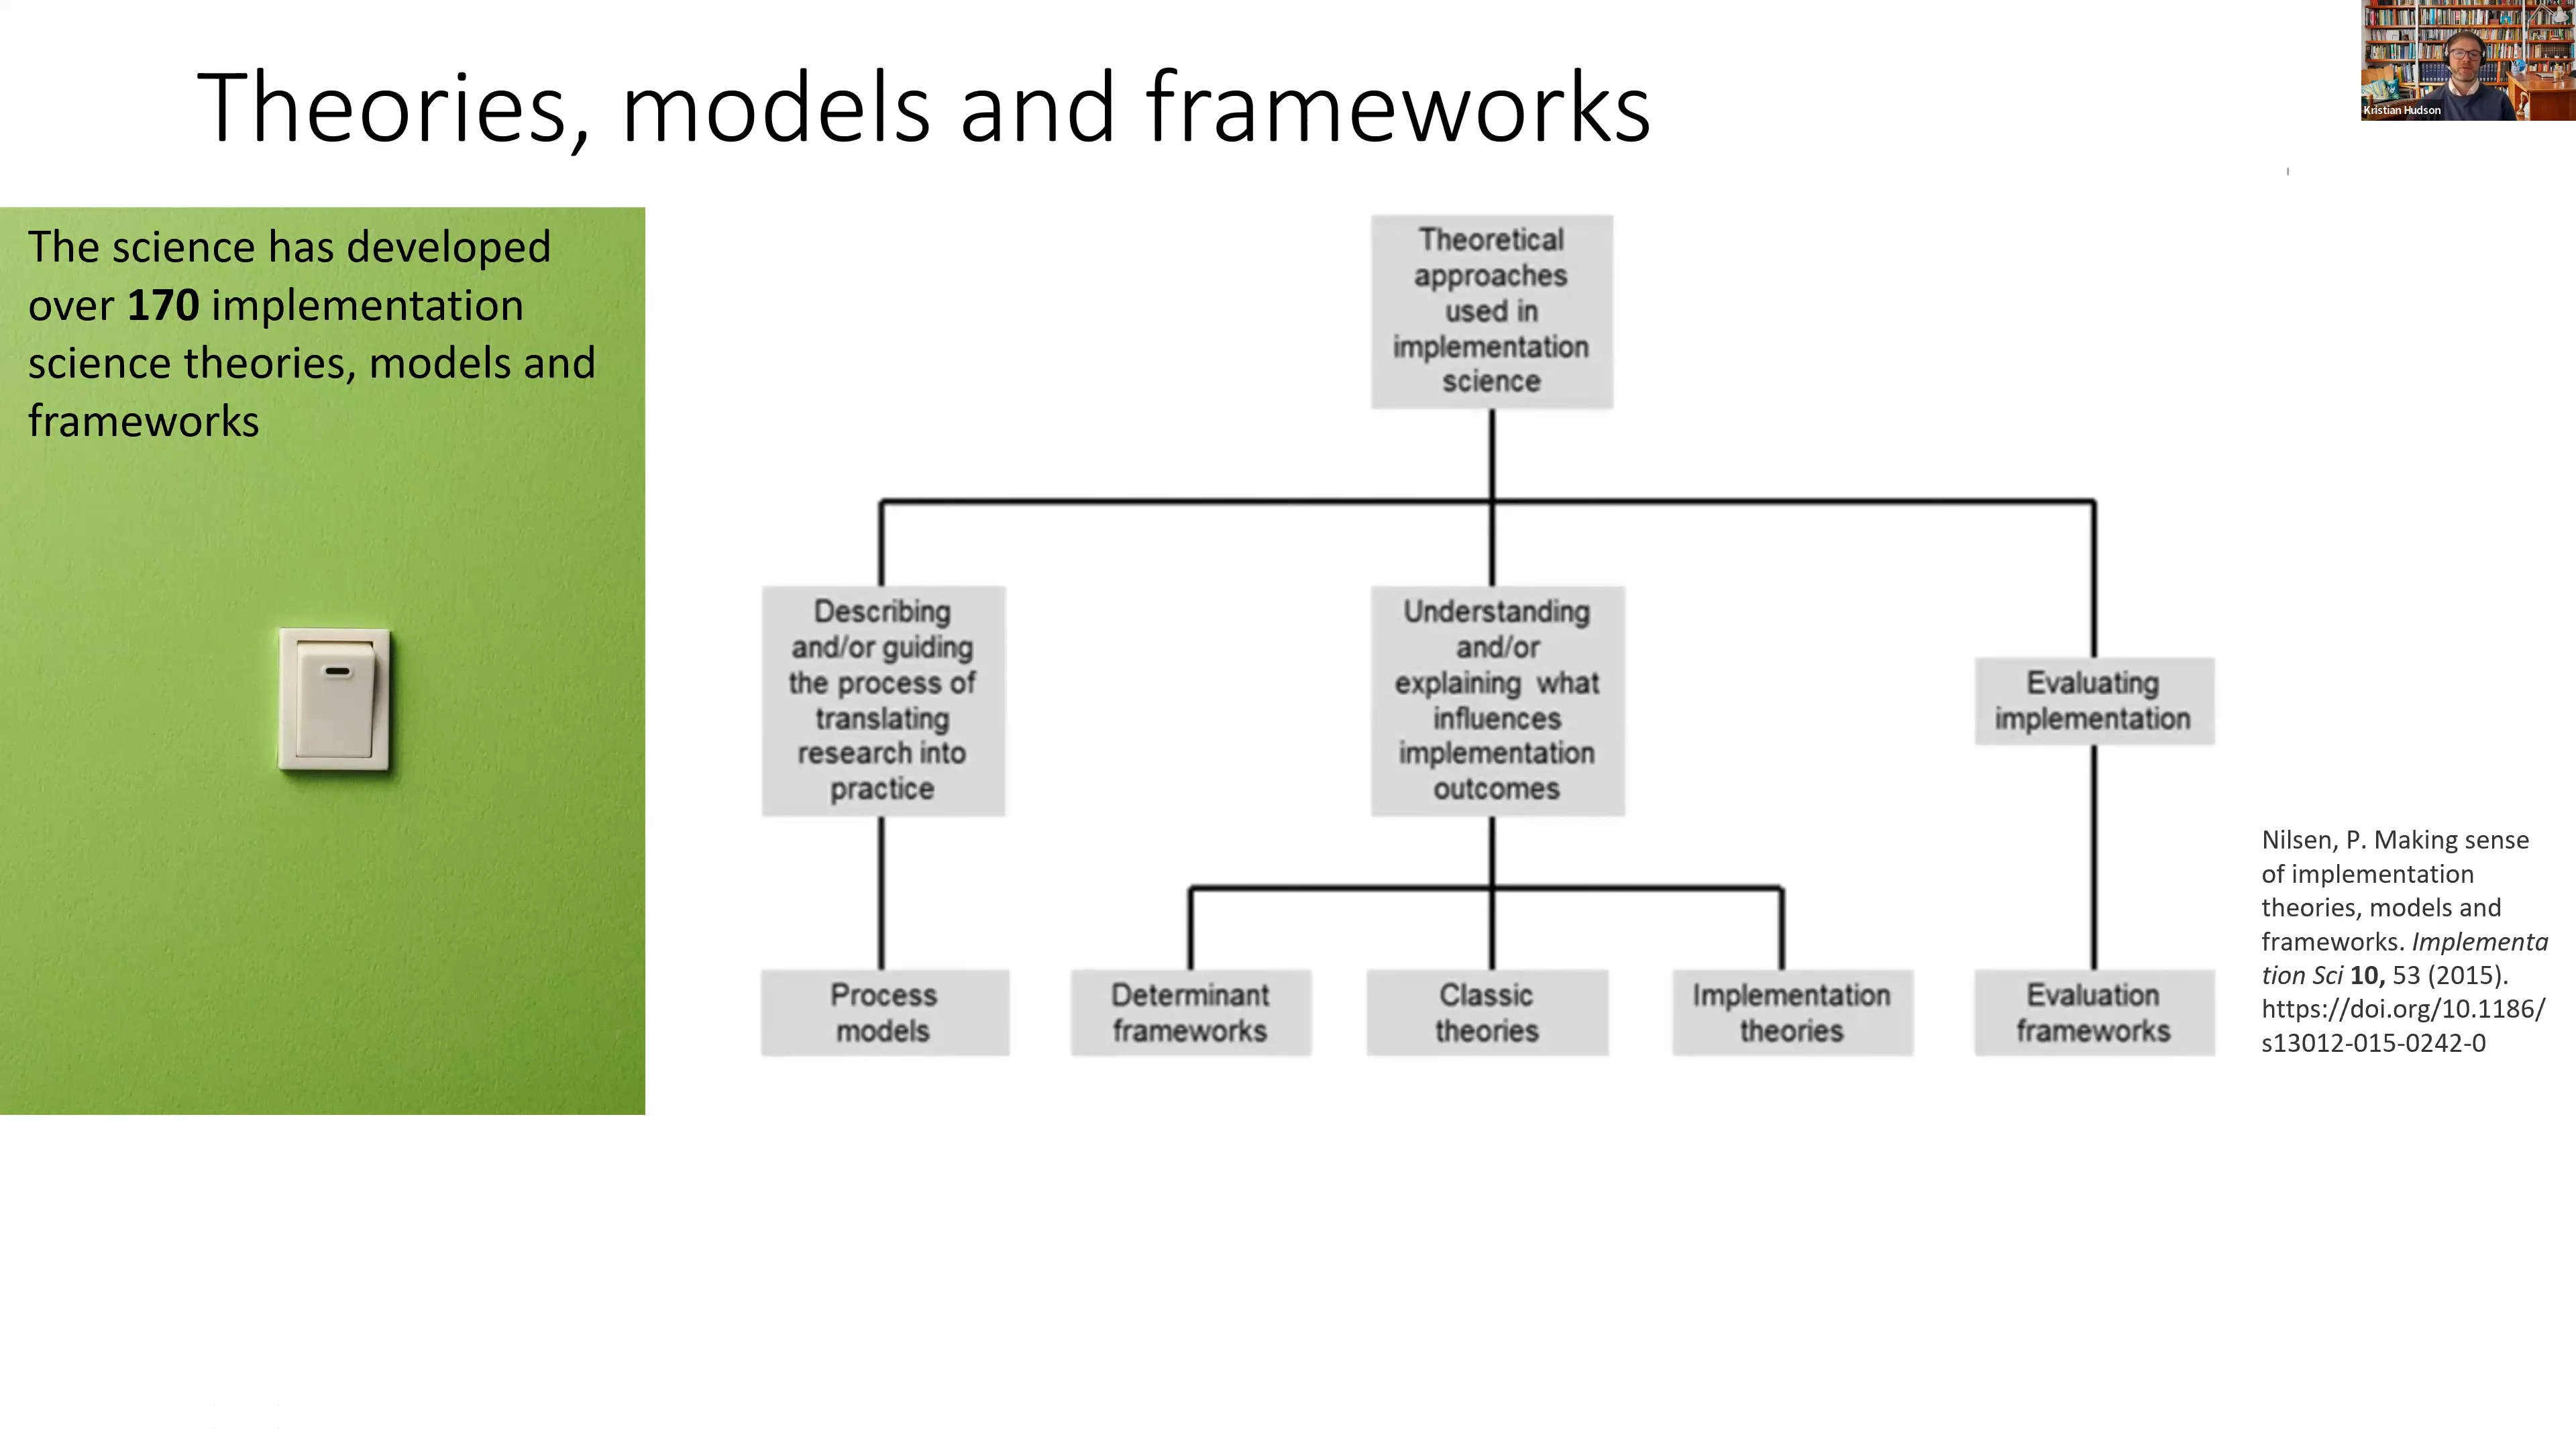 Theories, models and frameworks
Kristian Hudson
The science has developed
over 170 implementation
science theories, models and
frameworks
Theoretical
approaches
used in
implementation
science
Describing
and/or guiding
the process of
translating
research into
practice
Understanding
and/or
explaining what
influences
implementation
outcomes
Evaluating
implementation
Process
models
Determinant
frameworks
Classic
theories
Implementation
theories
Evaluation
frameworks
Nilsen, P. Making sense
of implementation
theories, models and
frameworks. Implementa
tion Sci 10, 53 (2015).
https://doi.org/10.1186/
s13012-015-0242-0